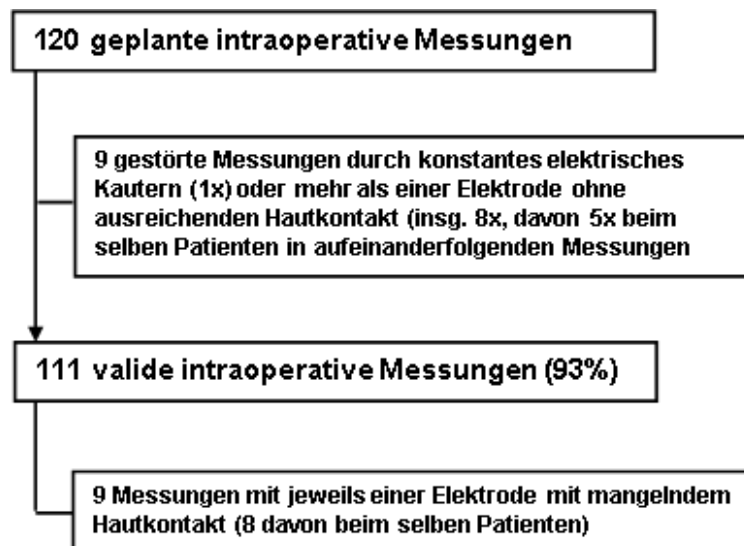 120 geplante intraoperative Messungen
9 gestörte Messungen durch konstantes elektrisches
Kautern (1x) oder mehr als einer Elektrode ohne
ausreichenden Hautkontakt (insg. 8x, davon 5x beim
selben Patienten in aufeinanderfolgenden Messungen
111 valide intraoperative Messungen (93%)
9 Messungen mit jeweils einer Elektrode mit mangelndem
Hautkontakt (8 davon beim selben Patienten)